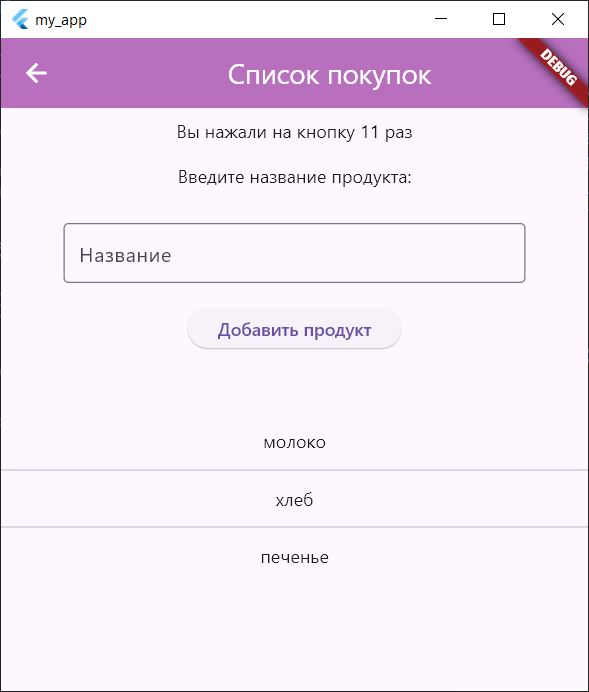 my_app
Список покупок
DEBUG
Вы нажали на кнопку 11 раз
Введите название продукта:
Название
Добавить продукт
молоко
хлеб
печенье